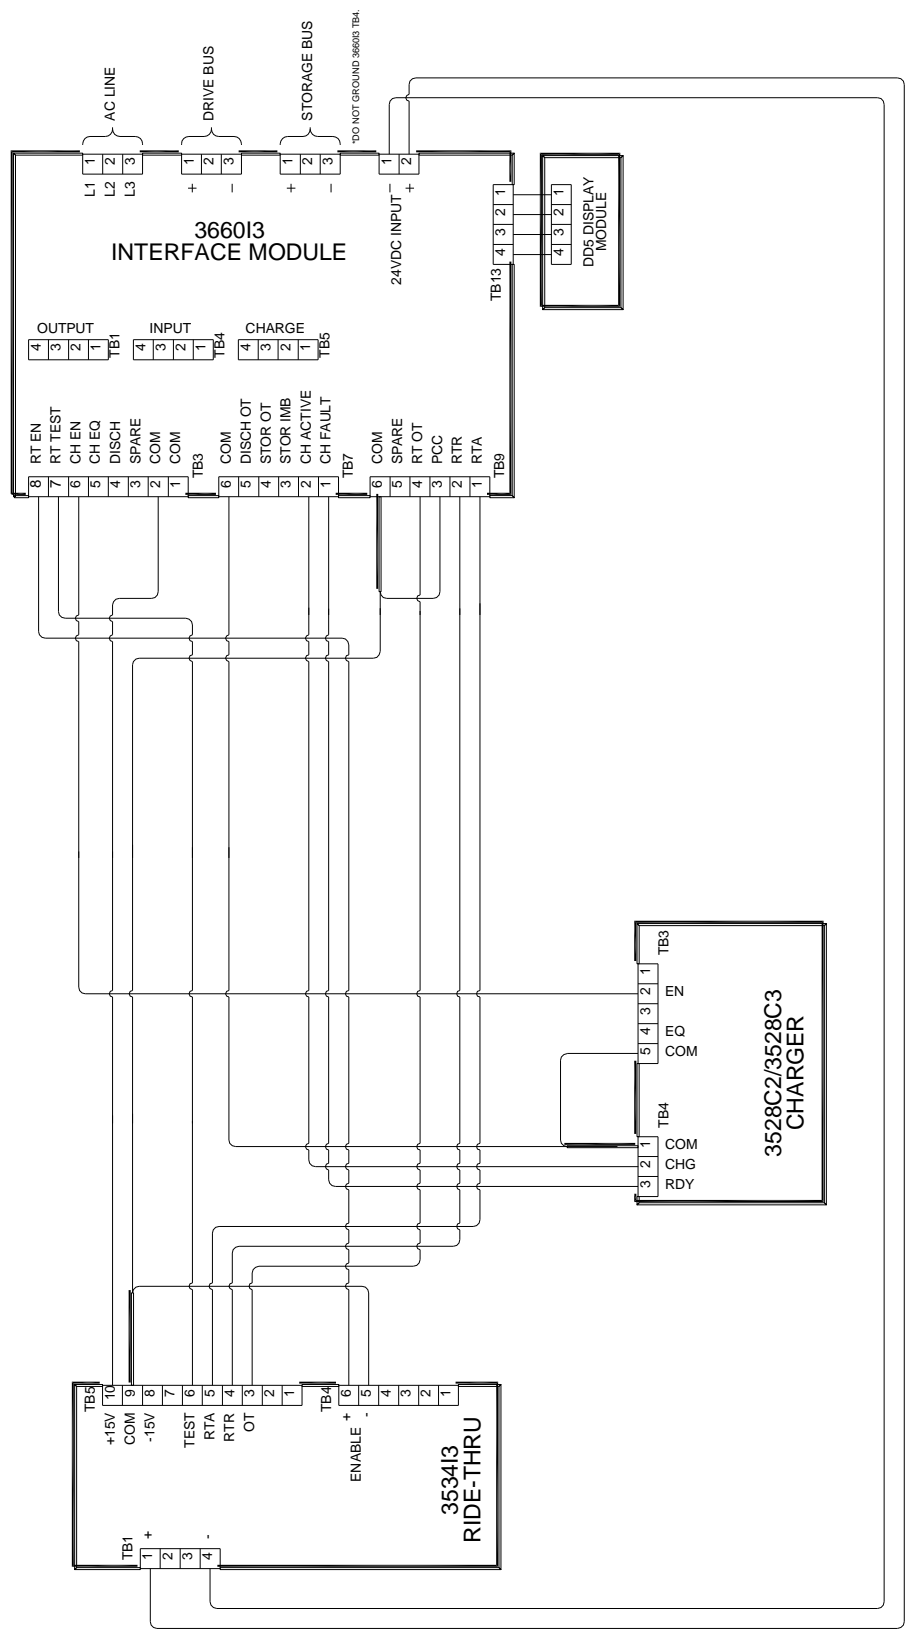 AC LINE
DRIVE BUS
STORAGE BUS
*DO NOT GROUND 3660I3 TB4.
L1 1
L2 2
L3 3
+ 1
2
− 3
+ 1
2
− 3
24VDC INPUT
− 1
+ 2
3660I3
INTERFACE MODULE
OUTPUT
4 3 2 1
TB1
INPUT
4 3 2 1
TB4
CHARGE
4 3 2 1
TB5
TB13
4 3 2 1
4 3 2 1
DD5 DISPLAY
MODULE
8 RT EN
7 RT TEST
6 CH EN
5 CH EQ
4 DISCH
3 SPARE
2 COM
1 COM
TB3
6 COM
5 DISCH OT
4 STOR OT
3 STOR IMB
2 CH ACTIVE
1 CH FAULT
TB7
6 COM
5 SPARE
4 RT OT
3 PCC
2 RTR
1 RTA
TB9
TB3
1
2 EN
3
4 EQ
5 COM
TB4
1 COM
2 CHG
3 RDY
3528C2/3528C3
CHARGER
TB5
+15V 10
COM 9
-15V 8
7
TEST 6
RTA 5
RTR 4
OT 3
2
1
TB4
ENABLE
+ 6
- 5
4
3
2
1
3534I3
RIDE-THRU
TB1
1 +
2
3
4 -